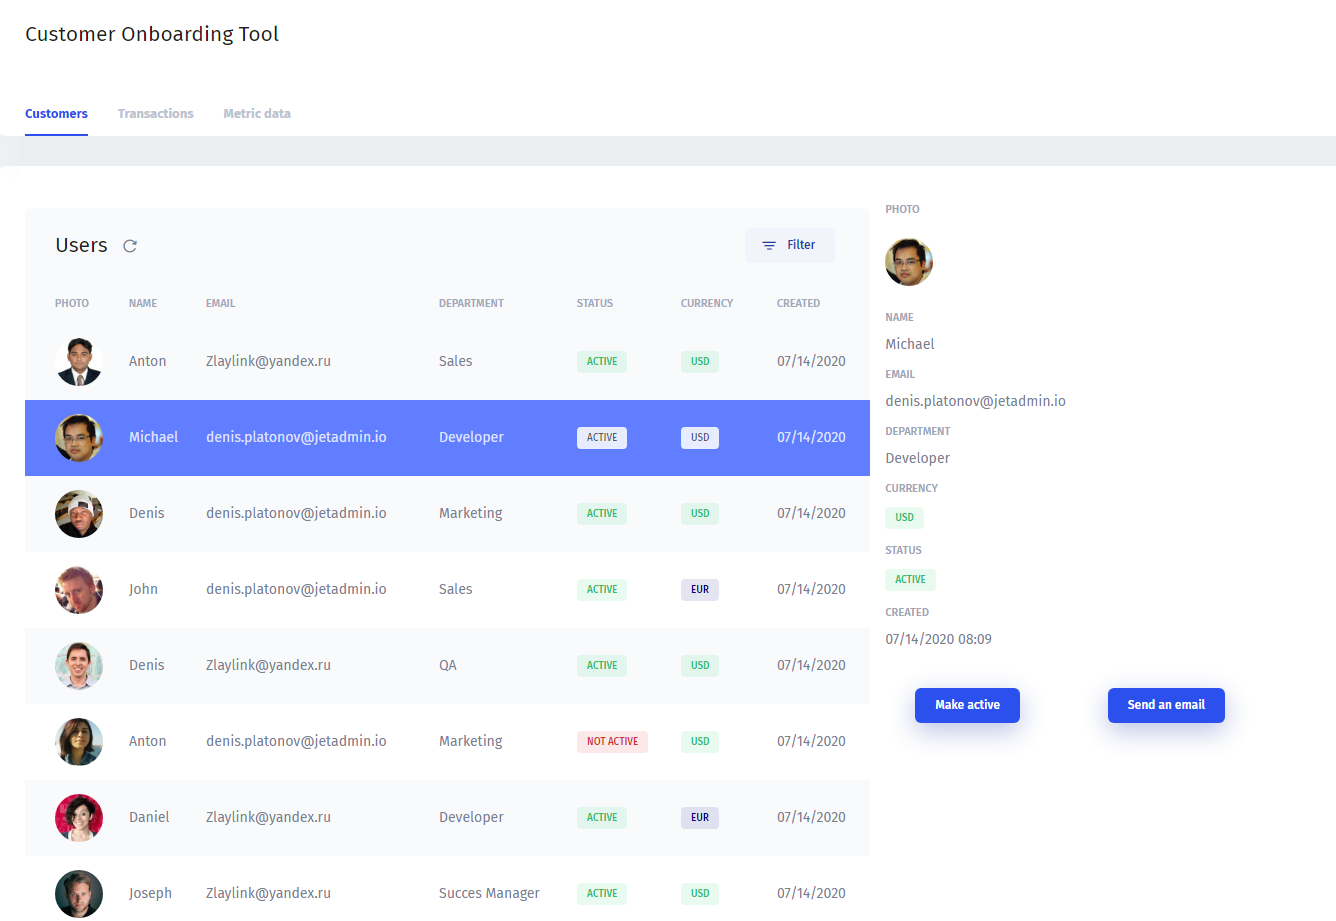 Customer Onboarding Tool
Customers Transactions Metric data
Users Filter
PHOTO NAME EMAIL DEPARTMENT STATUS CURRENCY CREATED
Anton Zlaylink@yandex.ru Sales ACTIVE USD 07/14/2020
Michael denis.platonov@jetadmin.io Developer ACTIVE USD 07/14/2020
Denis denis.platonov@jetadmin.io Marketing ACTIVE USD 07/14/2020
John denis.platonov@jetadmin.io Sales ACTIVE EUR 07/14/2020
Denis Zlaylink@yandex.ru QA ACTIVE USD 07/14/2020
Anton denis.platonov@jetadmin.io Marketing NOT ACTIVE USD 07/14/2020
Daniel Zlaylink@yandex.ru Developer ACTIVE EUR 07/14/2020
Joseph Zlaylink@yandex.ru Succes Manager ACTIVE USD 07/14/2020
PHOTO
NAME
Michael
EMAIL
denis.platonov@jetadmin.io
DEPARTMENT
Developer
CURRENCY
USD
STATUS
ACTIVE
CREATED
07/14/2020 08:09
Make active Send an email